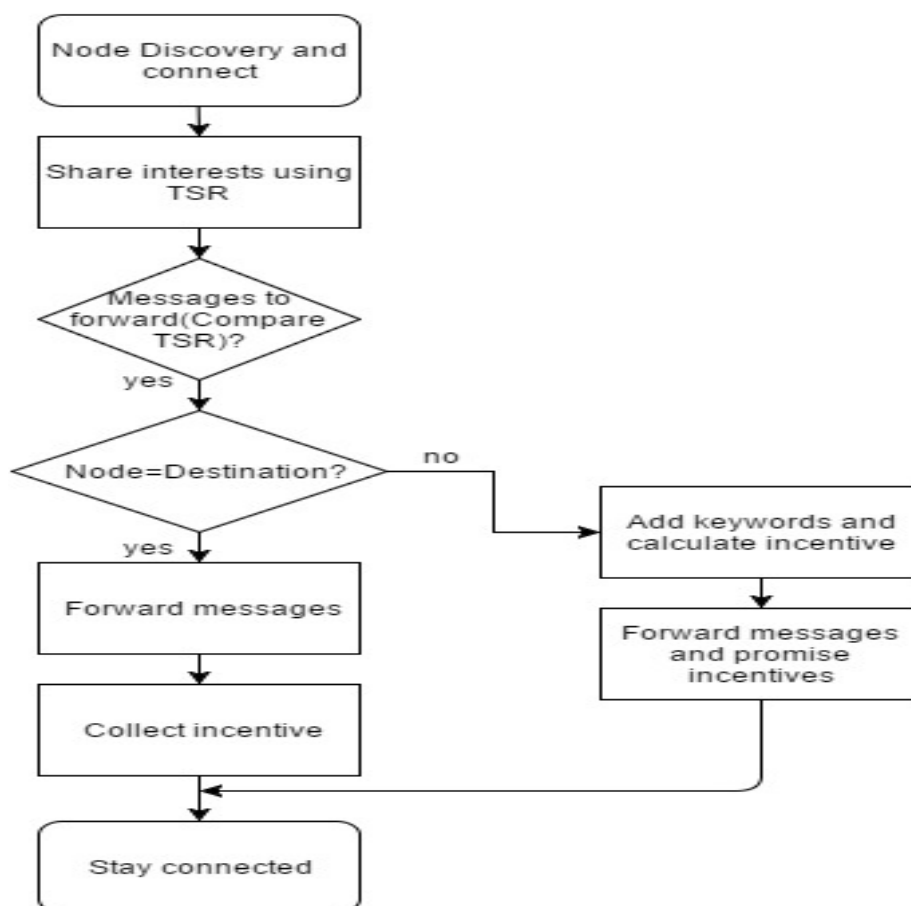 Node Discovery and
connect
Share interests using
TSR
Messages to
forward(Compare
TSR)?
yes
Node=Destination?
no
yes
Add keywords and
calculate incentive
Forward messages
Forward messages
and promise
incentives
Collect incentive
Stay connected